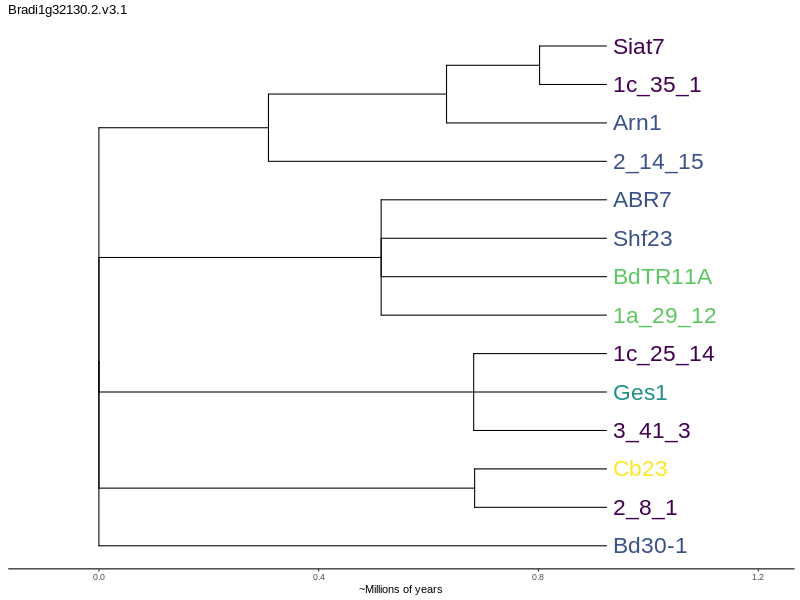 Bradi1g32130.2.v3.1
Siat7
1c_35_1
Arn1
2_14_15
ABR7
Shf23
BdTR11A
1a_29_12
1c_25_14
Ges1
3_41_3
Cb23
2_8_1
Bd30-1
0.0 0.4 0.8 1.2
~Millions of years